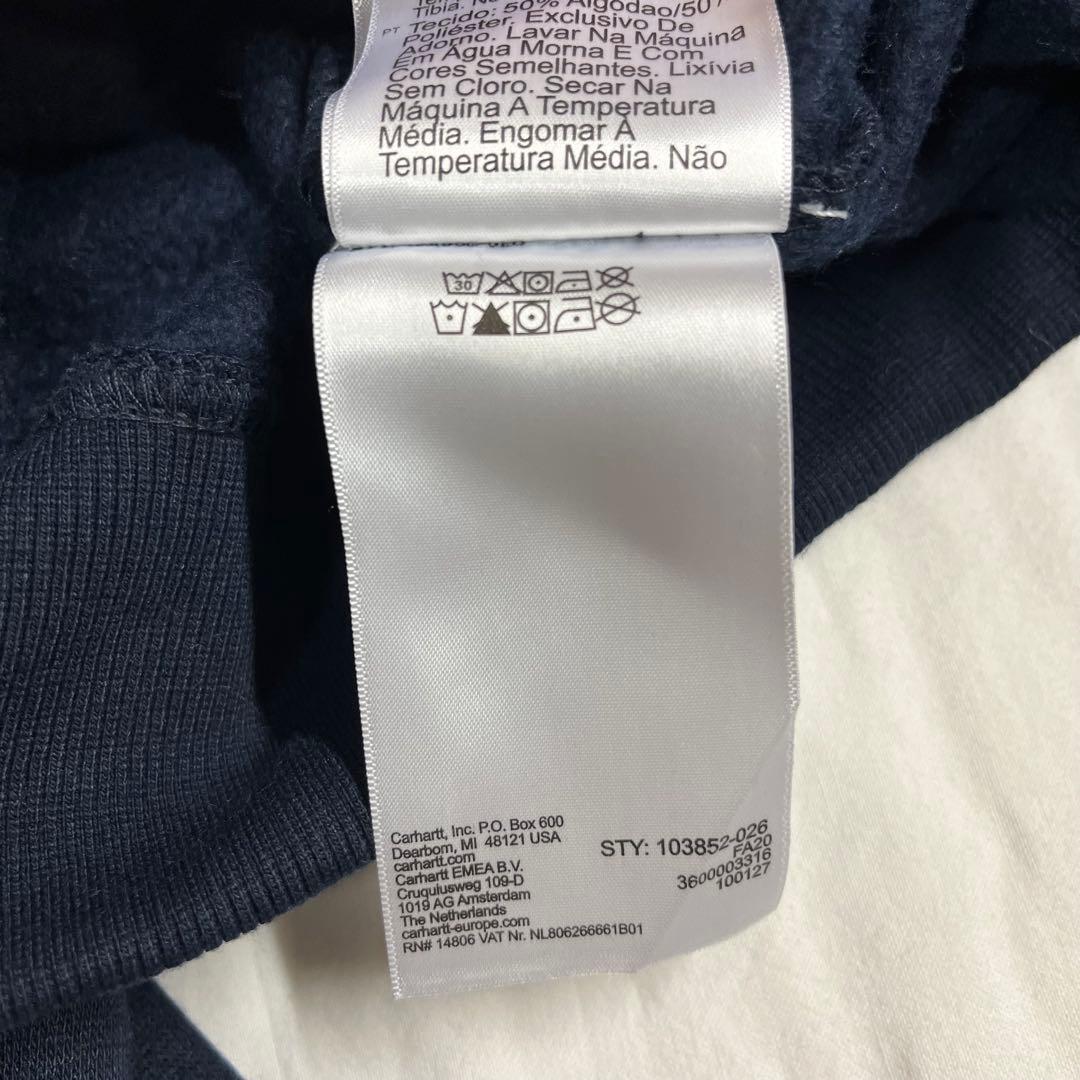 Tíbia.
PT Tecido: 50% Algodão/50
Poliéster, Exclusivo De
Adorno. Lavar Na Máquina
Em Água Morna E Com
Cores Semelhantes. Lixívia
Sem Cloro. Secar Na
Máquina A Temperatura
Média. Engomar À
Temperatura Média. Não
30
Carhartt, Inc. P.O. Box 600
Dearborn, MI 48121 USA
carhartt.com
Carhartt EMEA B.V.
Cruquiusweg 109-D
1019 AG Amsterdam
The Netherlands
carhartt-europe.com
RN# 14806 VAT Nr. NL806266661B01
STY: 103852-026
FA20
3600003316
100127